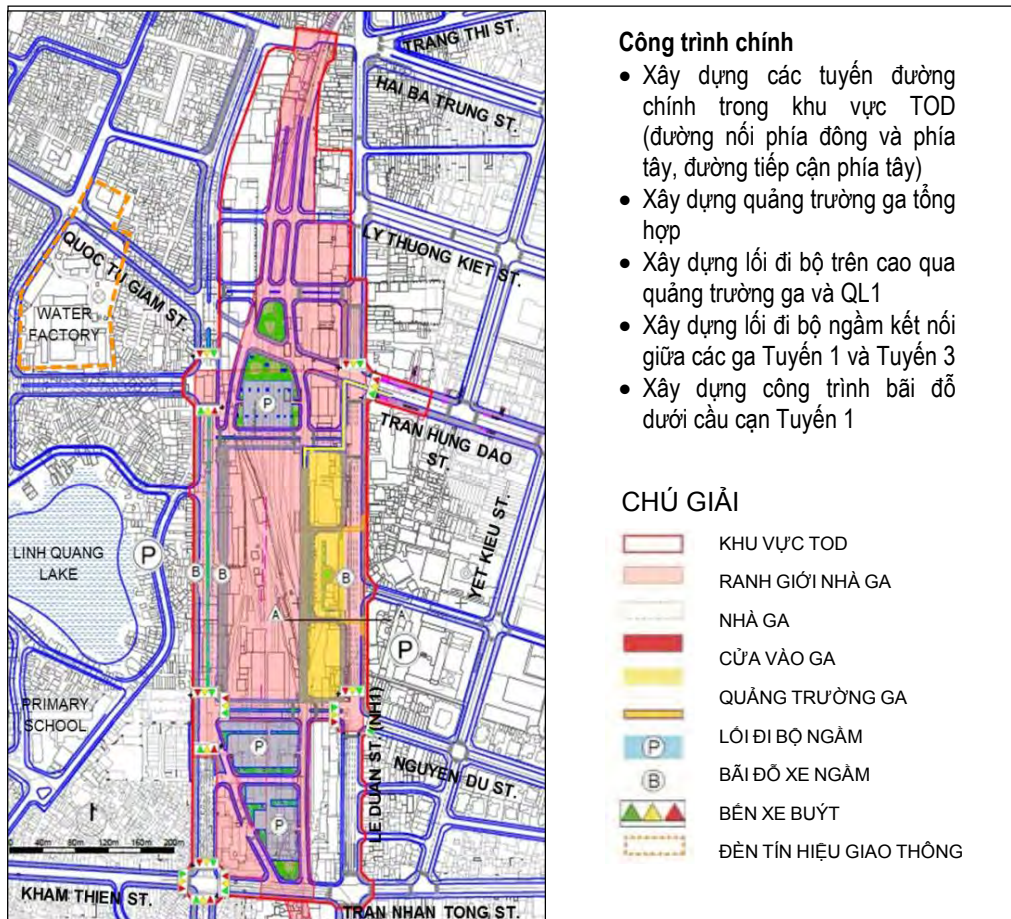 TRANG THI ST.
HAI BA TRUNG ST.
LY THUONG KIET ST.
QUOC TU GIAM ST.
WATER
FACTORY
P
TRAN HUNG DAO
ST.
YET KIEU ST.
LINH QUANG
LAKE
P
B
B
B
A
A
P
PRIMARY
SCHOOL
P
LE DUAN ST. (NH1)
NGUYEN DU ST.
P
0 40m 80m 120m 160m 200m
KHAM THIEN ST.
TRAN NHAN TONG ST.
Công trình chính
• Xây dựng các tuyến đường
chính trong khu vực TOD
(đường nối phía đông và phía
tây, đường tiếp cận phía tây)
• Xây dựng quảng trường ga tổng
hợp
• Xây dựng lối đi bộ trên cao qua
quảng trường ga và QL1
• Xây dựng lối đi bộ ngầm kết nối
giữa các ga Tuyến 1 và Tuyến 3
• Xây dựng công trình bãi đỗ
dưới cầu cạn Tuyến 1
CHÚ GIẢI
KHU VỰC TOD
RANH GIỚI NHÀ GA
NHÀ GA
CỬA VÀO GA
QUẢNG TRƯỜNG GA
LỐI ĐI BỘ NGẦM
P
BÃI ĐỖ XE NGẦM
B
BẾN XE BUÝT
ĐÈN TÍN HIỆU GIAO THÔNG